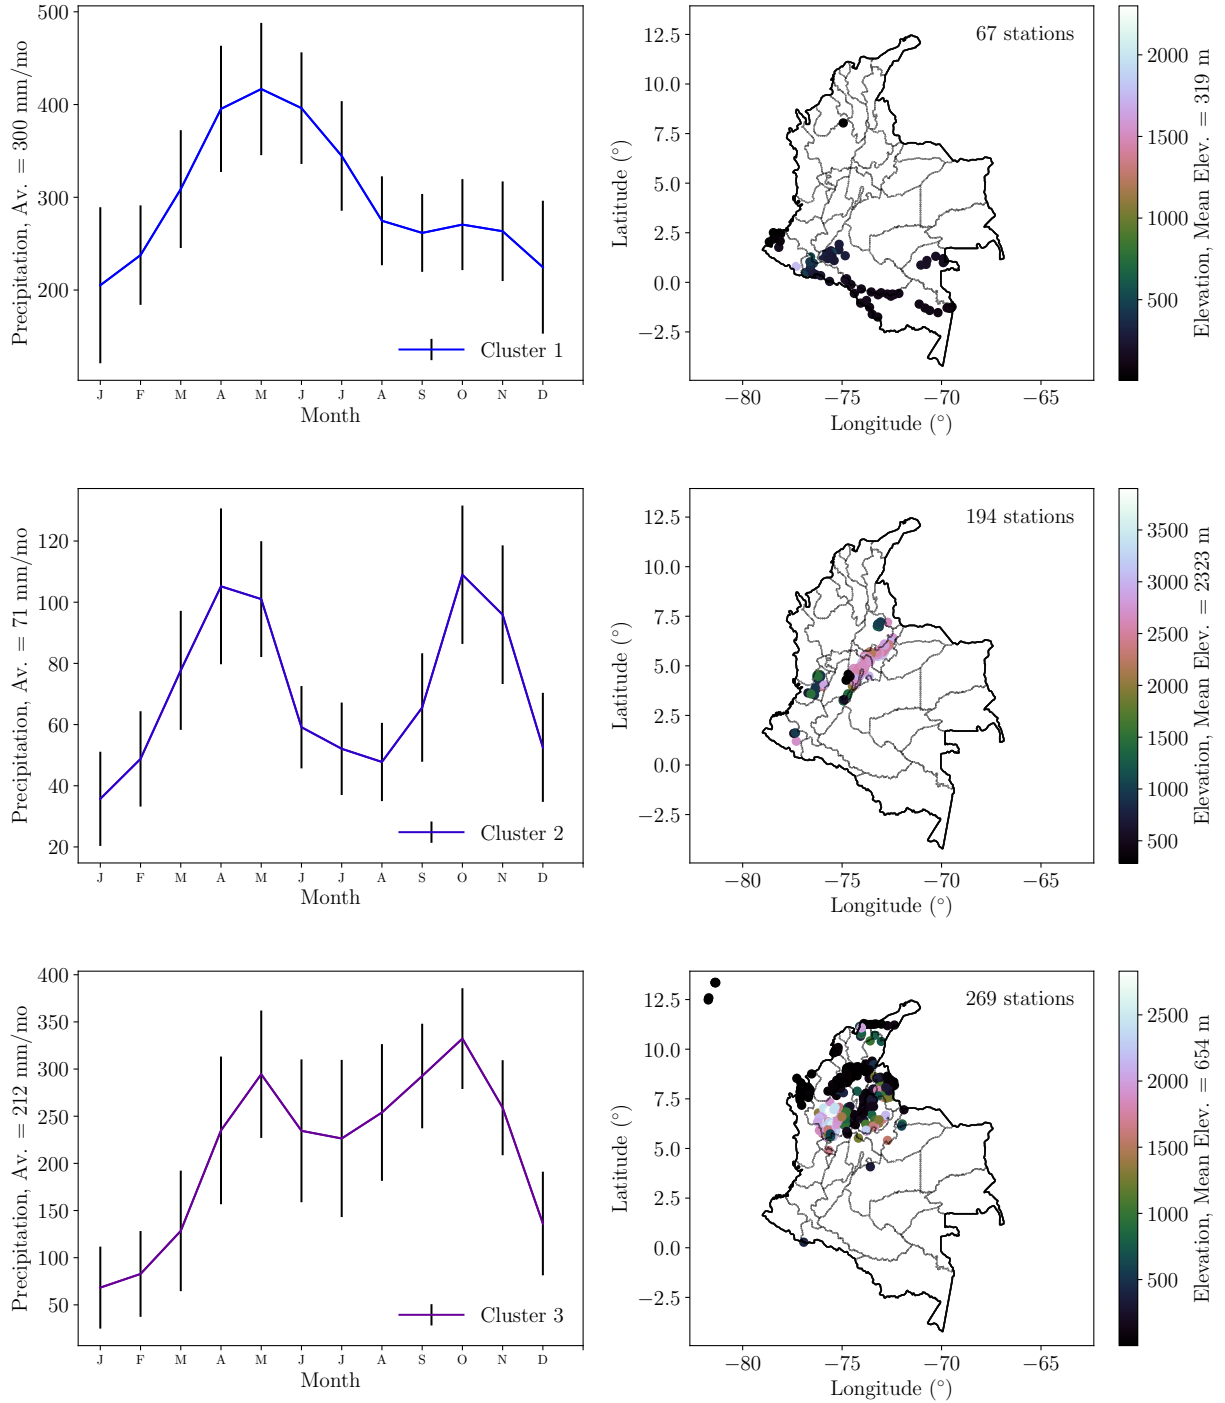 500
400
300
200
Precipitation, Av. = 300 mm/mo
J F M A M J J A S O N D
Month
Cluster 1
67 stations
12.5
10.0
7.5
5.0
2.5
0.0
−2.5
Latitude (°)
−80 −75 −70 −65
Longitude (°)
2000
1500
1000
500
Elevation, Mean Elev. = 319 m
120
100
80
60
40
20
Precipitation, Av. = 71 mm/mo
J F M A M J J A S O N D
Month
Cluster 2
194 stations
12.5
10.0
7.5
5.0
2.5
0.0
−2.5
Latitude (°)
−80 −75 −70 −65
Longitude (°)
3500
3000
2500
2000
1500
1000
500
Elevation, Mean Elev. = 2323 m
400
350
300
250
200
150
100
50
Precipitation, Av. = 212 mm/mo
J F M A M J J A S O N D
Month
Cluster 3
269 stations
12.5
10.0
7.5
5.0
2.5
0.0
−2.5
Latitude (°)
−80 −75 −70 −65
Longitude (°)
2500
2000
1500
1000
500
Elevation, Mean Elev. = 654 m